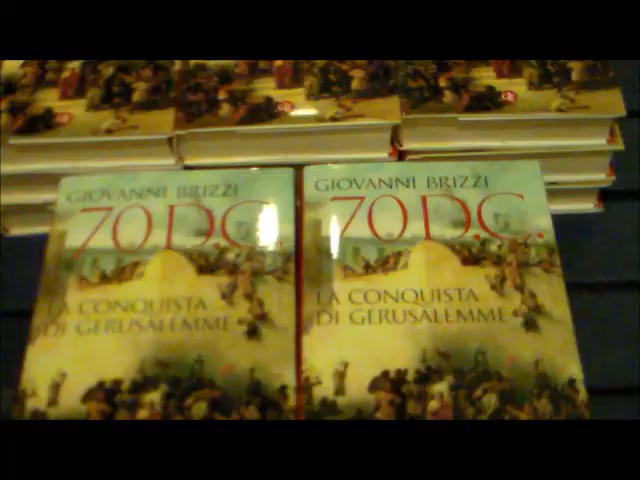 GIOVANNI BRIZZI
70 D.C.
LA CONQUISTA
DI GERUSALEMME
GIOVANNI BRIZZI
70 D.C.
LA CONQUISTA
DI GERUSALEMME